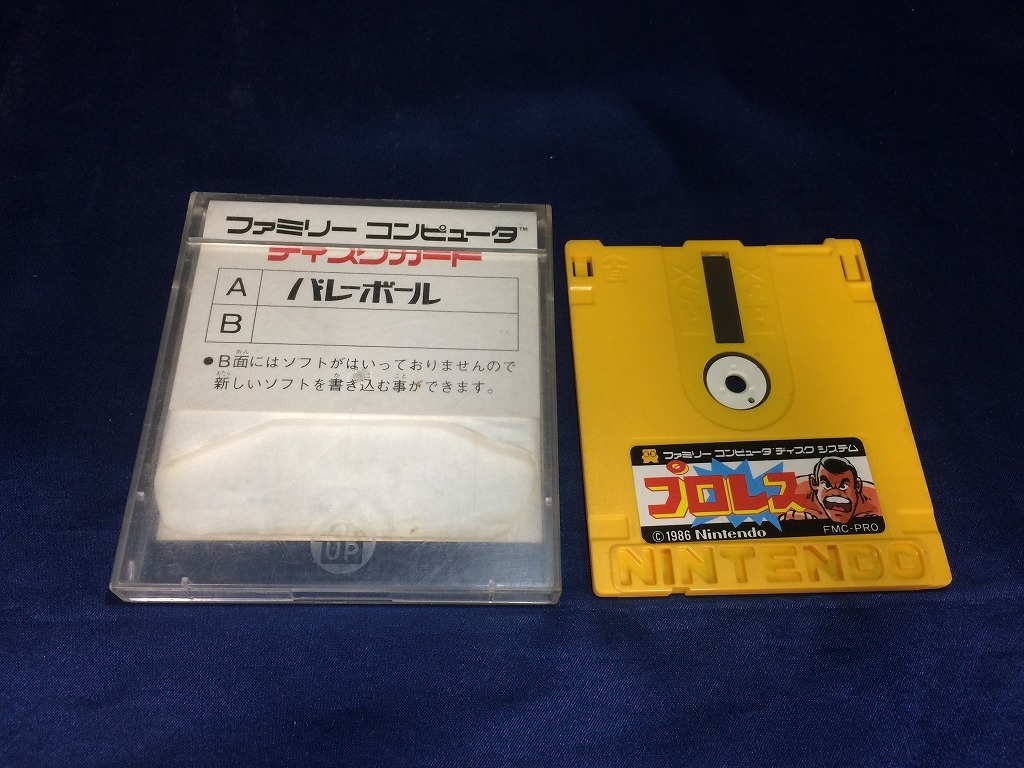 ファミリー コンピュータ™
ディスクカード
A バレーボール
B
●B面にはソフトがはいっておりませんので
新しいソフトを書き込む事ができます。
UP
ファミリー コンピュータ ディスク システム
プロレス
©1986 Nintendo
FMC-PRO
NINTENDO